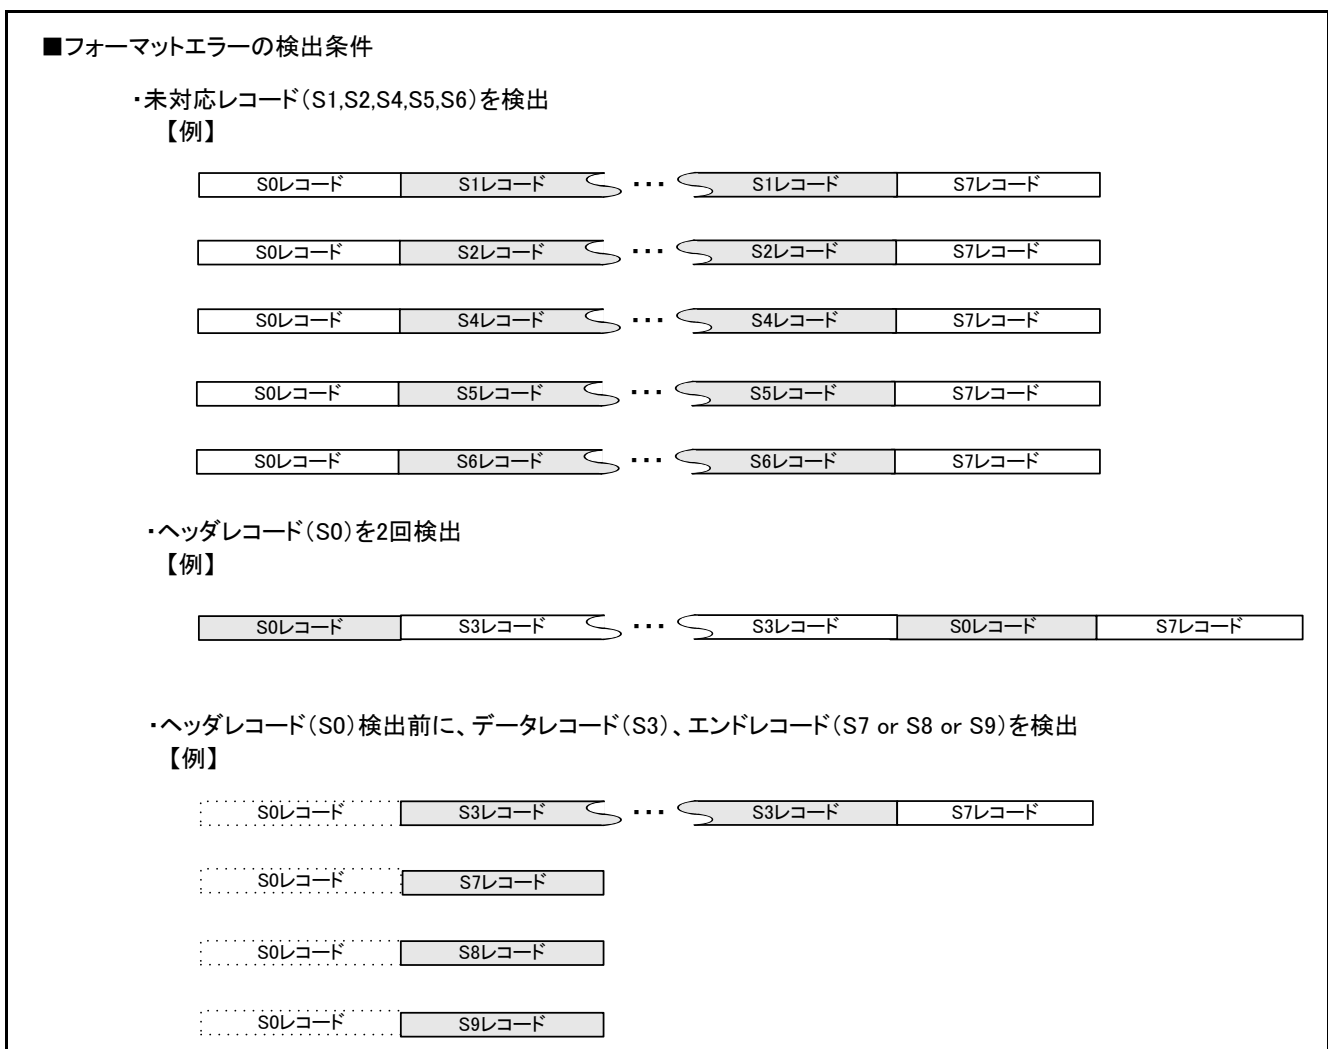 ■フォーマットエラーの検出条件
・未対応レコード(S1,S2,S4,S5,S6)を検出
【例】
S0レコード S1レコード ・・・ S1レコード S7レコード
S0レコード S2レコード ・・・ S2レコード S7レコード
S0レコード S4レコード ・・・ S4レコード S7レコード
S0レコード S5レコード ・・・ S5レコード S7レコード
S0レコード S6レコード ・・・ S6レコード S7レコード
・ヘッダレコード(S0)を2回検出
【例】
S0レコード S3レコード ・・・ S3レコード S0レコード S7レコード
・ヘッダレコード(S0)検出前に、データレコード(S3)、エンドレコード(S7 or S8 or S9)を検出
【例】
S0レコード S3レコード ・・・ S3レコード S7レコード
S0レコード S7レコード
S0レコード S8レコード
S0レコード S9レコード